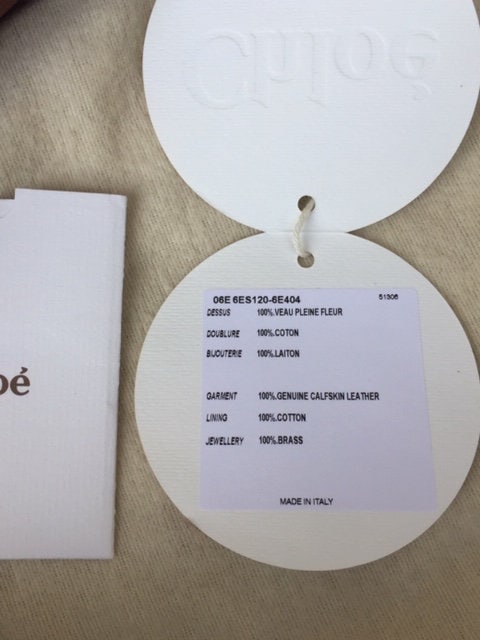 Chloé
oé
06E 6ES120-6E404 51306
DESSUS 100%.VEAU PLEINE FLEUR
DOUBLURE 100%.COTON
BIJOUTERIE 100%.LAITON
GARMENT 100%.GENUINE CALFSKIN LEATHER
LINING 100%.COTTON
JEWELLERY 100%.BRASS
MADE IN ITALY